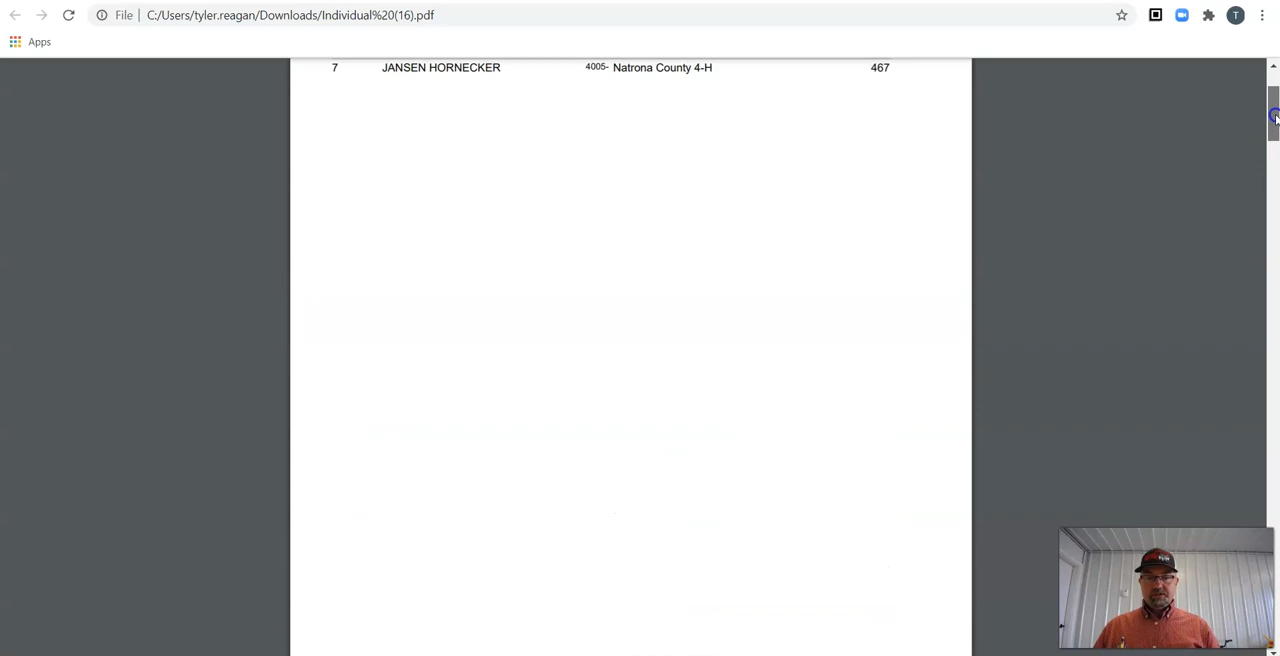 File | C:/Users/tyler.reagan/Downloads/Individual%20(16).pdf
T
Apps
7 JANSEN HORNECKER 4005- Natrona County 4-H 467